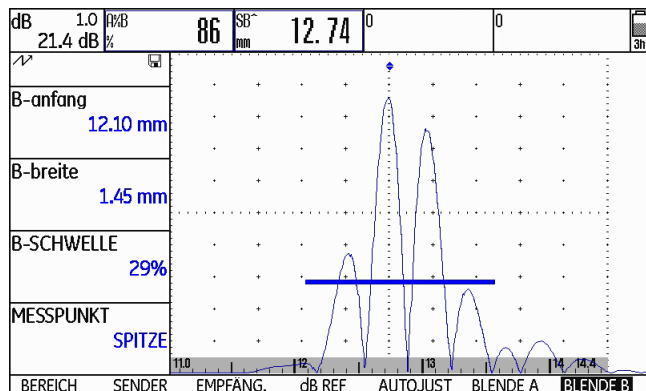 dB 1.0 A%B 86 SB^ 12.74 0 0
21.4 dB % mm 3h
B-anfang
12.10 mm
B-breite
1.45 mm
B-SCHWELLE
29%
MESSPUNKT
SPITZE
11.0 12 13 14 14.4
BEREICH SENDER EMPFÄNG. dB REF AUTOJUST BLENDE A BLENDE B